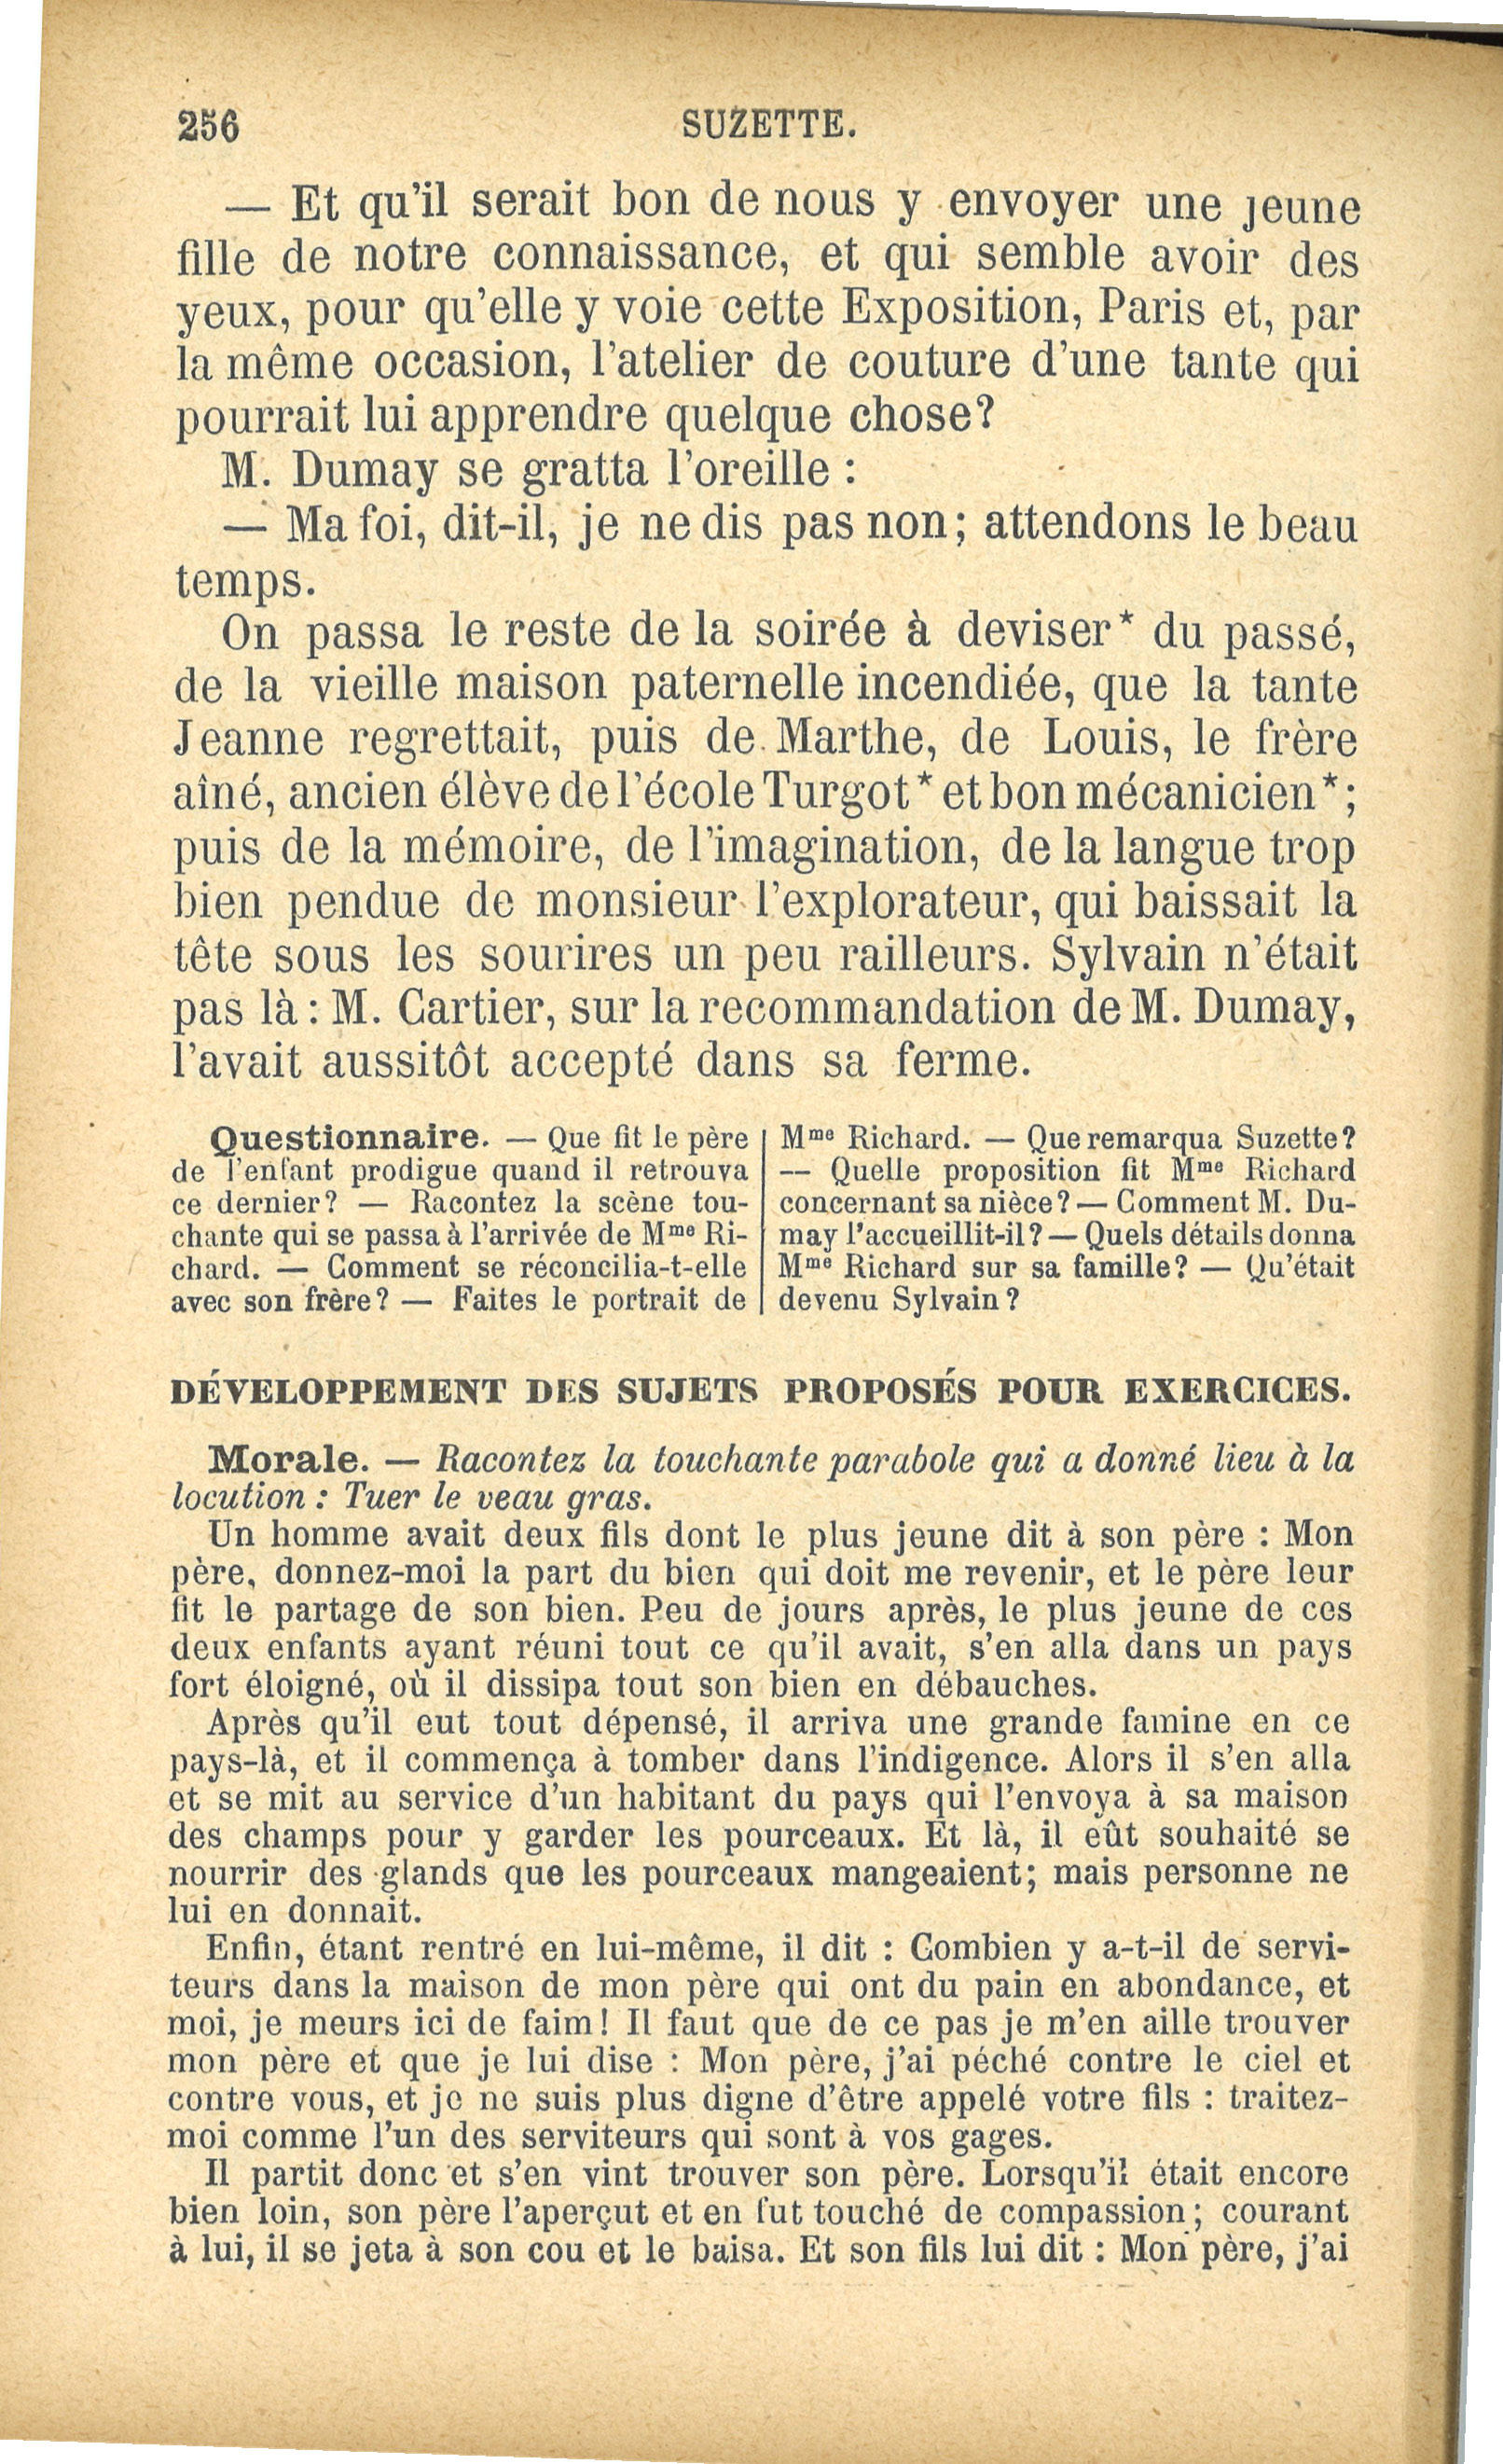 256 SUZETTE.
— Et qu'il serait bon de nous y envoyer une jeune
fille de notre connaissance, et qui semble avoir des
yeux, pour qu'elle y voie cette Exposition, Paris et, par
la même occasion, l'atelier de couture d'une tante qui
pourrait lui apprendre quelque chose?
M. Dumay se gratta l'oreille :
— Ma foi, dit-il, je ne dis pas non; attendons le beau
temps.
On passa le reste de la soirée à deviser* du passé,
de la vieille maison paternelle incendiée, que la tante
Jeanne regrettait, puis de Marthe, de Louis, le frère
aîné, ancien élève de l'école Turgot* et bon mécanicien*;
puis de la mémoire, de l'imagination, de la langue trop
bien pendue de monsieur l'explorateur, qui baissait la
tête sous les sourires un peu railleurs. Sylvain n'était
pas là : M. Cartier, sur la recommandation de M. Dumay,
l'avait aussitôt accepté dans sa ferme.
Questionnaire. — Que fit le père
de l'enfant prodigue quand il retrouva
ce dernier? — Racontez la scène tou-
chante qui se passa à l'arrivée de Mme Ri-
chard. — Comment se réconcilia-t-elle
avec son frère? — Faites le portrait de
Mme Richard. — Que remarqua Suzette?
— Quelle proposition fit Mme Richard
concernant sa nièce? — Comment M. Du-
may l'accueillit-il? — Quels détails donna
Mme Richard sur sa famille? — Qu'était
devenu Sylvain?
DÉVELOPPEMENT DES SUJETS PROPOSÉS POUR EXERCICES.
Morale. — Racontez la touchante parabole qui a donné lieu à la
locution : Tuer le veau gras.
Un homme avait deux fils dont le plus jeune dit à son père : Mon
père, donnez-moi la part du bien qui doit me revenir, et le père leur
fit le partage de son bien. Peu de jours après, le plus jeune de ces
deux enfants ayant réuni tout ce qu'il avait, s'en alla dans un pays
fort éloigné, où il dissipa tout son bien en débauches.
Après qu'il eut tout dépensé, il arriva une grande famine en ce
pays-là, et il commença à tomber dans l'indigence. Alors il s'en alla
et se mit au service d'un habitant du pays qui l'envoya à sa maison
des champs pour y garder les pourceaux. Et là, il eût souhaité se
nourrir des glands que les pourceaux mangeaient; mais personne ne
lui en donnait.
Enfin, étant rentré en lui-même, il dit : Combien y a-t-il de servi-
teurs dans la maison de mon père qui ont du pain en abondance, et
moi, je meurs ici de faim! Il faut que de ce pas je m'en aille trouver
mon père et que je lui dise : Mon père, j'ai péché contre le ciel et
contre vous, et je ne suis plus digne d'être appelé votre fils : traitez-
moi comme l'un des serviteurs qui sont à vos gages.
Il partit donc et s'en vint trouver son père. Lorsqu'il était encore
bien loin, son père l'aperçut et en fut touché de compassion; courant
à lui, il se jeta à son cou et le baisa. Et son fils lui dit : Mon père, j'ai